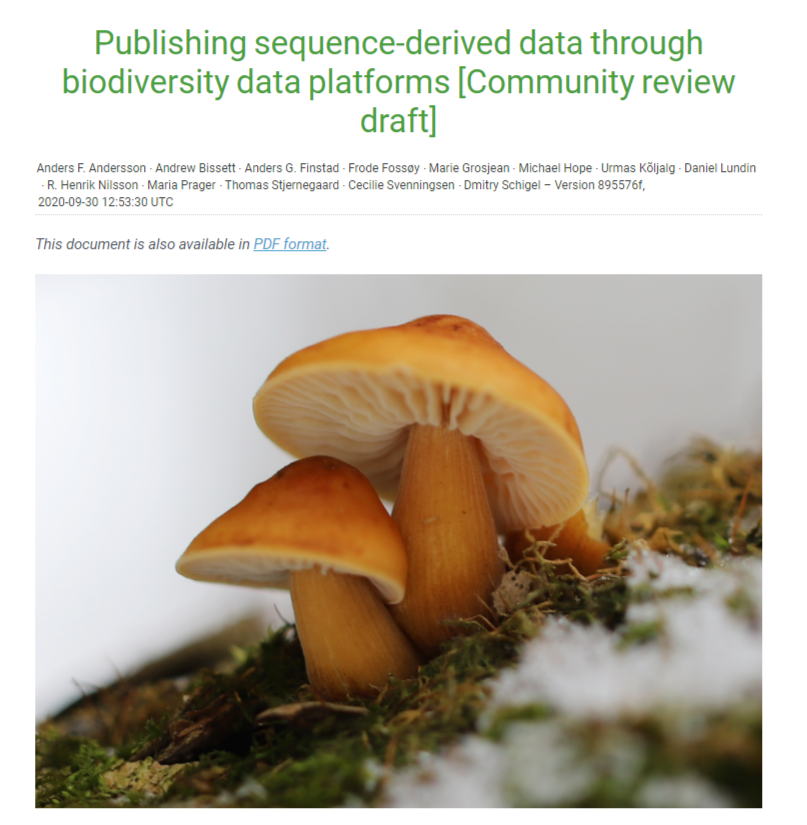 Publishing sequence-derived data through
biodiversity data platforms [Community review
draft]
Anders F. Andersson · Andrew Bissett · Anders G. Finstad · Frode Fossøy · Marie Grosjean · Michael Hope · Urmas Kõljalg · Daniel Lundin
· R. Henrik Nilsson · Maria Prager · Thomas Stjernegaard · Cecilie Svenningsen · Dmitry Schigel – Version 895576f,
2020-09-30 12:53:30 UTC
This document is also available in PDF format.